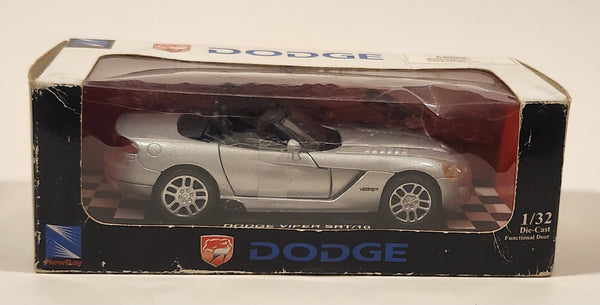 DODGE
VIPER
DODGE VIPER SRT/10
1/32
Die-Cast
Functional Door
NewRay
DODGE